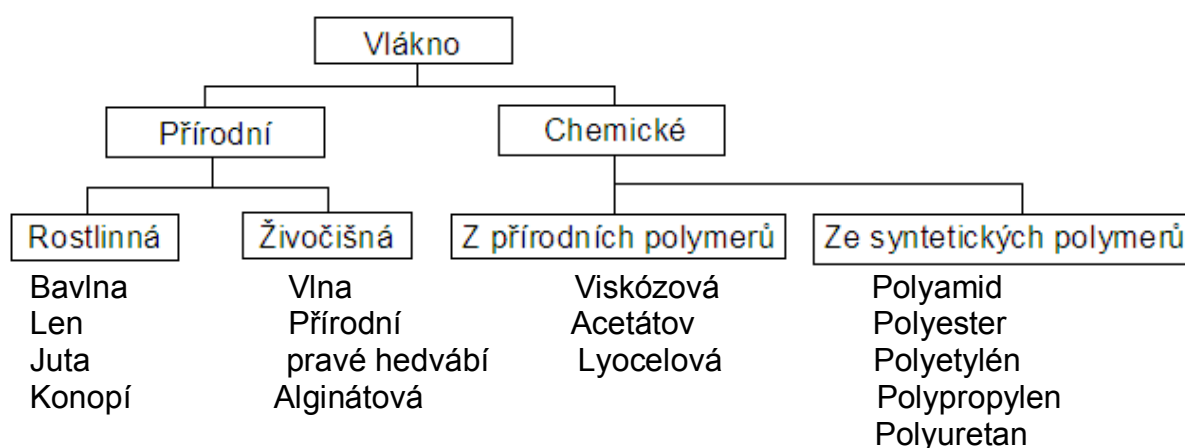 Vlákno
Přírodní
Chemické
Rostlinná
Živočišná
Z přírodních polymerů
Ze syntetických polymerů
Bavlna
Len
Juta
Konopí
Vlna
Přírodní
pravé hedvábí
Alginátová
Viskózová
Acetátov
Lyocelová
Polyamid
Polyester
Polyetylén
Polypropylen
Polyuretan